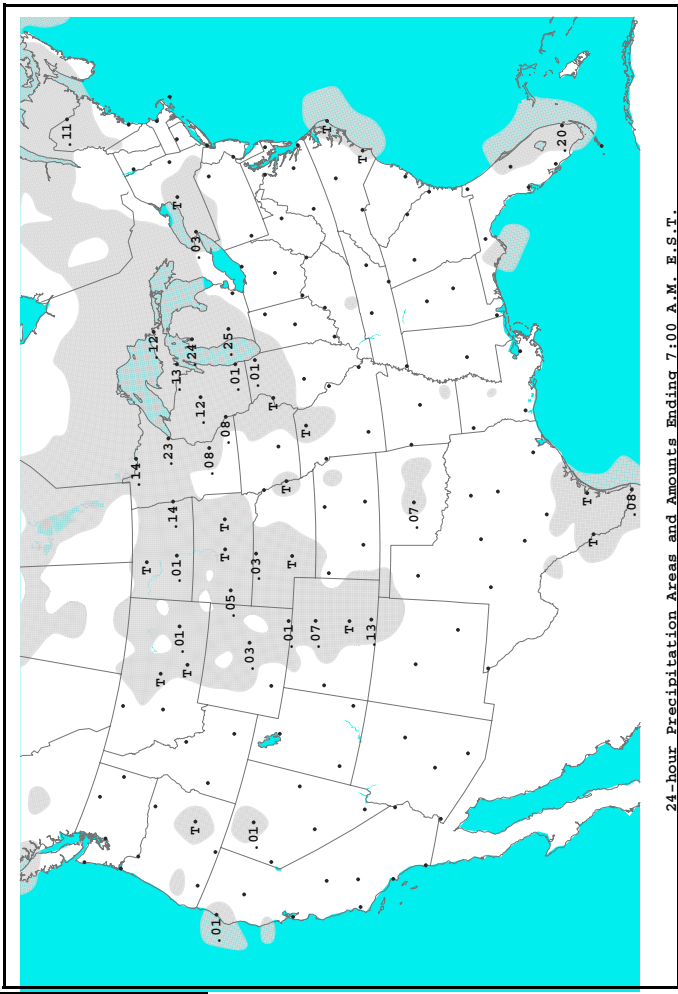 .11
.14
T
.12
T
.23
.14
.13
.01
T
.01
T
.24
T
.03
.12
.08
.01
.08
T
T
.25
.05
.01
.03
.01
.01
.03
T
T
.01
T
T
.07
T
T
T
.13
.07
.20
T
T
.08
24-hour Precipitation Areas and Amounts Ending 7:00 A.M. E.S.T.